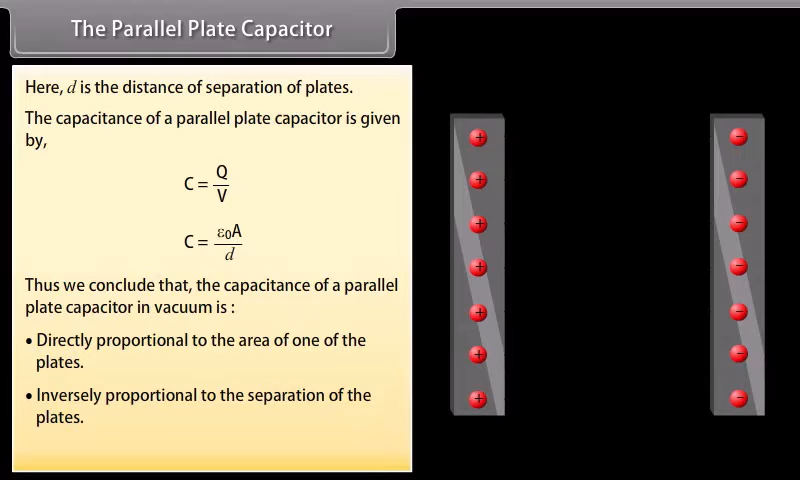 The Parallel Plate Capacitor
Here, d is the distance of separation of plates.
The capacitance of a parallel plate capacitor is given
by,
C = Q/V
C = ε₀A/d
Thus we conclude that, the capacitance of a parallel
plate capacitor in vacuum is :
• Directly proportional to the area of one of the
plates.
• Inversely proportional to the separation of the
plates.
+ −
+ −
+ −
+ −
+ −
+ −
+ −